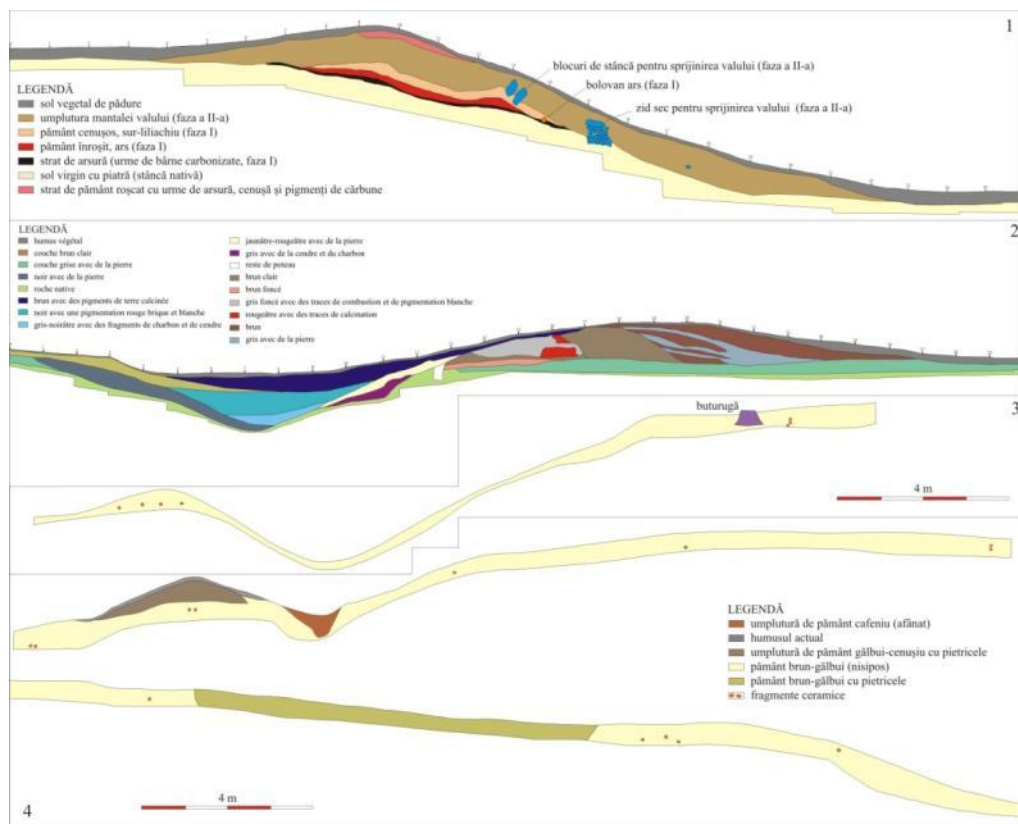 1
blocuri de stâncă pentru sprijinirea valului (faza a II-a)
bolovan ars (faza I)
zid sec pentru sprijinirea valului (faza a II-a)
LEGENDĂ
sol vegetal de pădure
umplutura mantalei valului (faza a II-a)
pământ cenușos, sur-liliachiu (faza I)
pământ înroșit, ars (faza I)
strat de arsură (urme de bârne carbonizate, faza I)
sol virgin cu piatră (stâncă nativă)
strat de pământ roșcat cu urme de arsură, cenușă și pigmenți de cărbune
2
LEGENDĂ
humus végétal
couche brun clair
couche grise avec de la pierre
noir avec de la pierre
roche native
brun avec des pigments de terre calcinée
noir avec une pigmentation rouge brique et blanche
gris-noirâtre avec des fragments de charbon et de cendre
jaunâtre-rougeâtre avec de la pierre
gris avec de la cendre et du charbon
reste de poteau
brun clair
brun foncé
gris foncé avec des traces de combustion et de pigmentation blanche
rougeâtre avec des traces de calcination
brun
gris avec de la pierre
3
buturugă
4 m
LEGENDĂ
umplutură de pământ cafeniu (afânat)
humusul actual
umplutură de pământ gălbui-cenușiu cu pietricele
pământ brun-gălbui (nisipos)
pământ brun-gălbui cu pietricele
fragmente ceramice
4
4 m